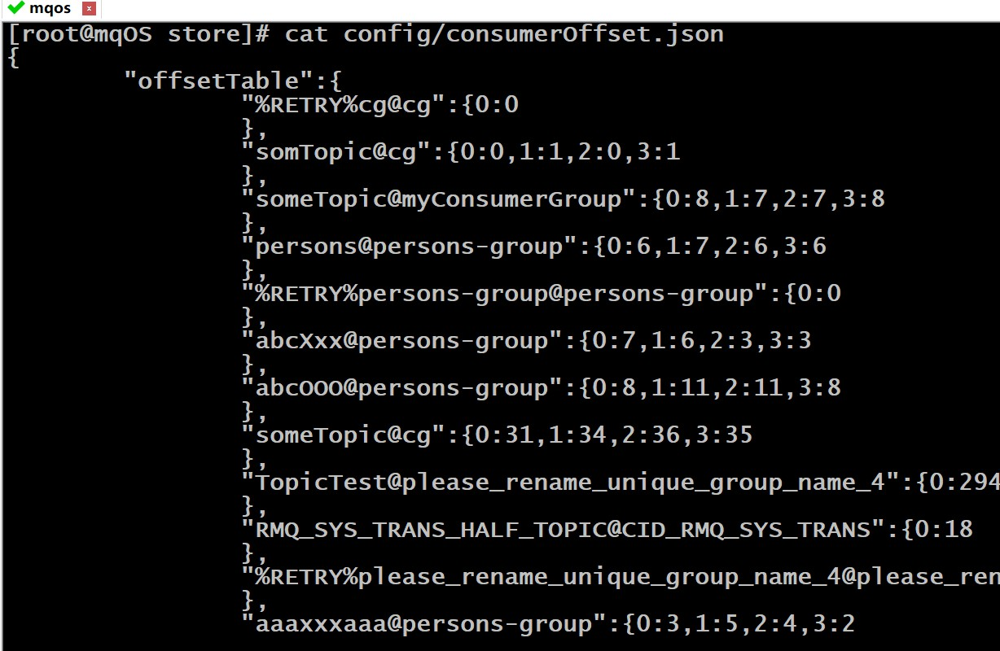 mqos x
[root@mqOS store]# cat config/consumerOffset.json
{
"offsetTable":{
"%RETRY%cg@cg":{0:0
},
"somTopic@cg":{0:0,1:1,2:0,3:1
},
"someTopic@myConsumerGroup":{0:8,1:7,2:7,3:8
},
"persons@persons-group":{0:6,1:7,2:6,3:6
},
"%RETRY%persons-group@persons-group":{0:0
},
"abcXxx@persons-group":{0:7,1:6,2:3,3:3
},
"abcOOO@persons-group":{0:8,1:11,2:11,3:8
},
"someTopic@cg":{0:31,1:34,2:36,3:35
},
"TopicTest@please_rename_unique_group_name_4":{0:294
},
"RMQ_SYS_TRANS_HALF_TOPIC@CID_RMQ_SYS_TRANS":{0:18
},
"%RETRY%please_rename_unique_group_name_4@please_ren
},
"aaaxxxaaa@persons-group":{0:3,1:5,2:4,3:2